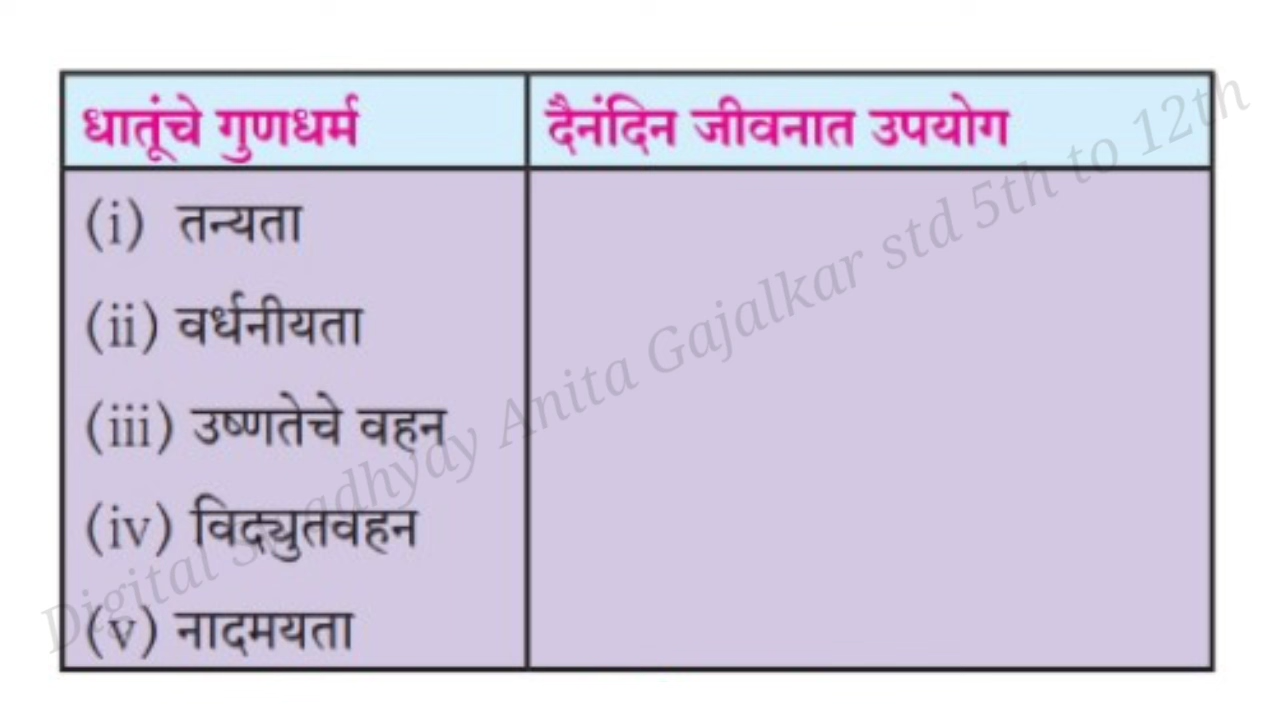 धातूंचे गुणधर्म दैनंदिन जीवनात उपयोग
(i) तन्यता
(ii) वर्धनीयता
(iii) उष्णतेचे वहन
(iv) विद्युतवहन
(v) नादमयता
Digital Svadhyay Anita Gajalkar std 5th to 12th